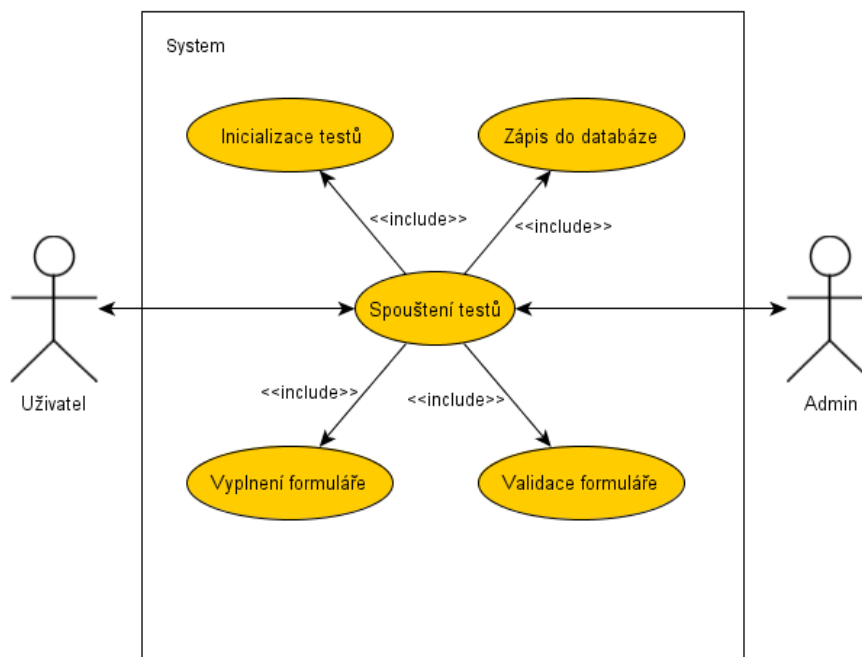 System
Inicializace testů
Zápis do databáze
<<include>>
<<include>>
Spouštení testů
<<include>>
<<include>>
Uživatel
Admin
Vyplnení formuláře
Validace formuláře